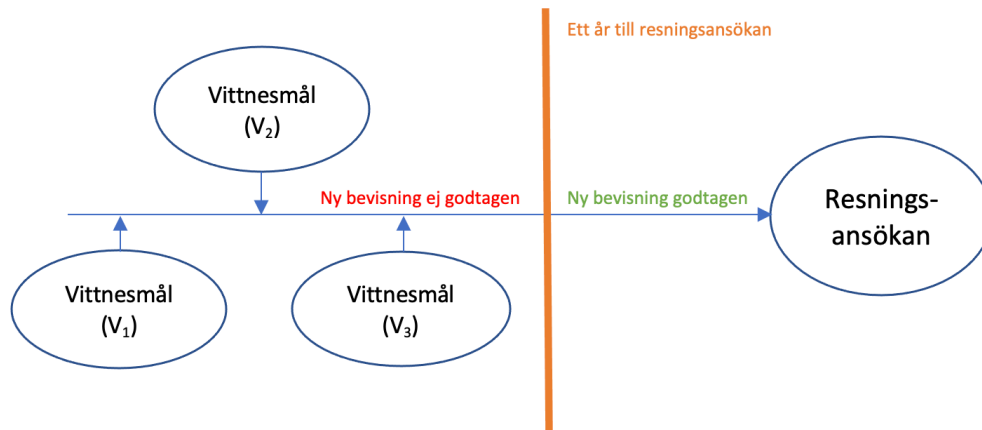 Ett år till resningsansökan
Vittnesmål
(V₂)
Ny bevisning ej godtagen
Ny bevisning godtagen
Resnings-
ansökan
Vittnesmål
(V₁)
Vittnesmål
(V₃)